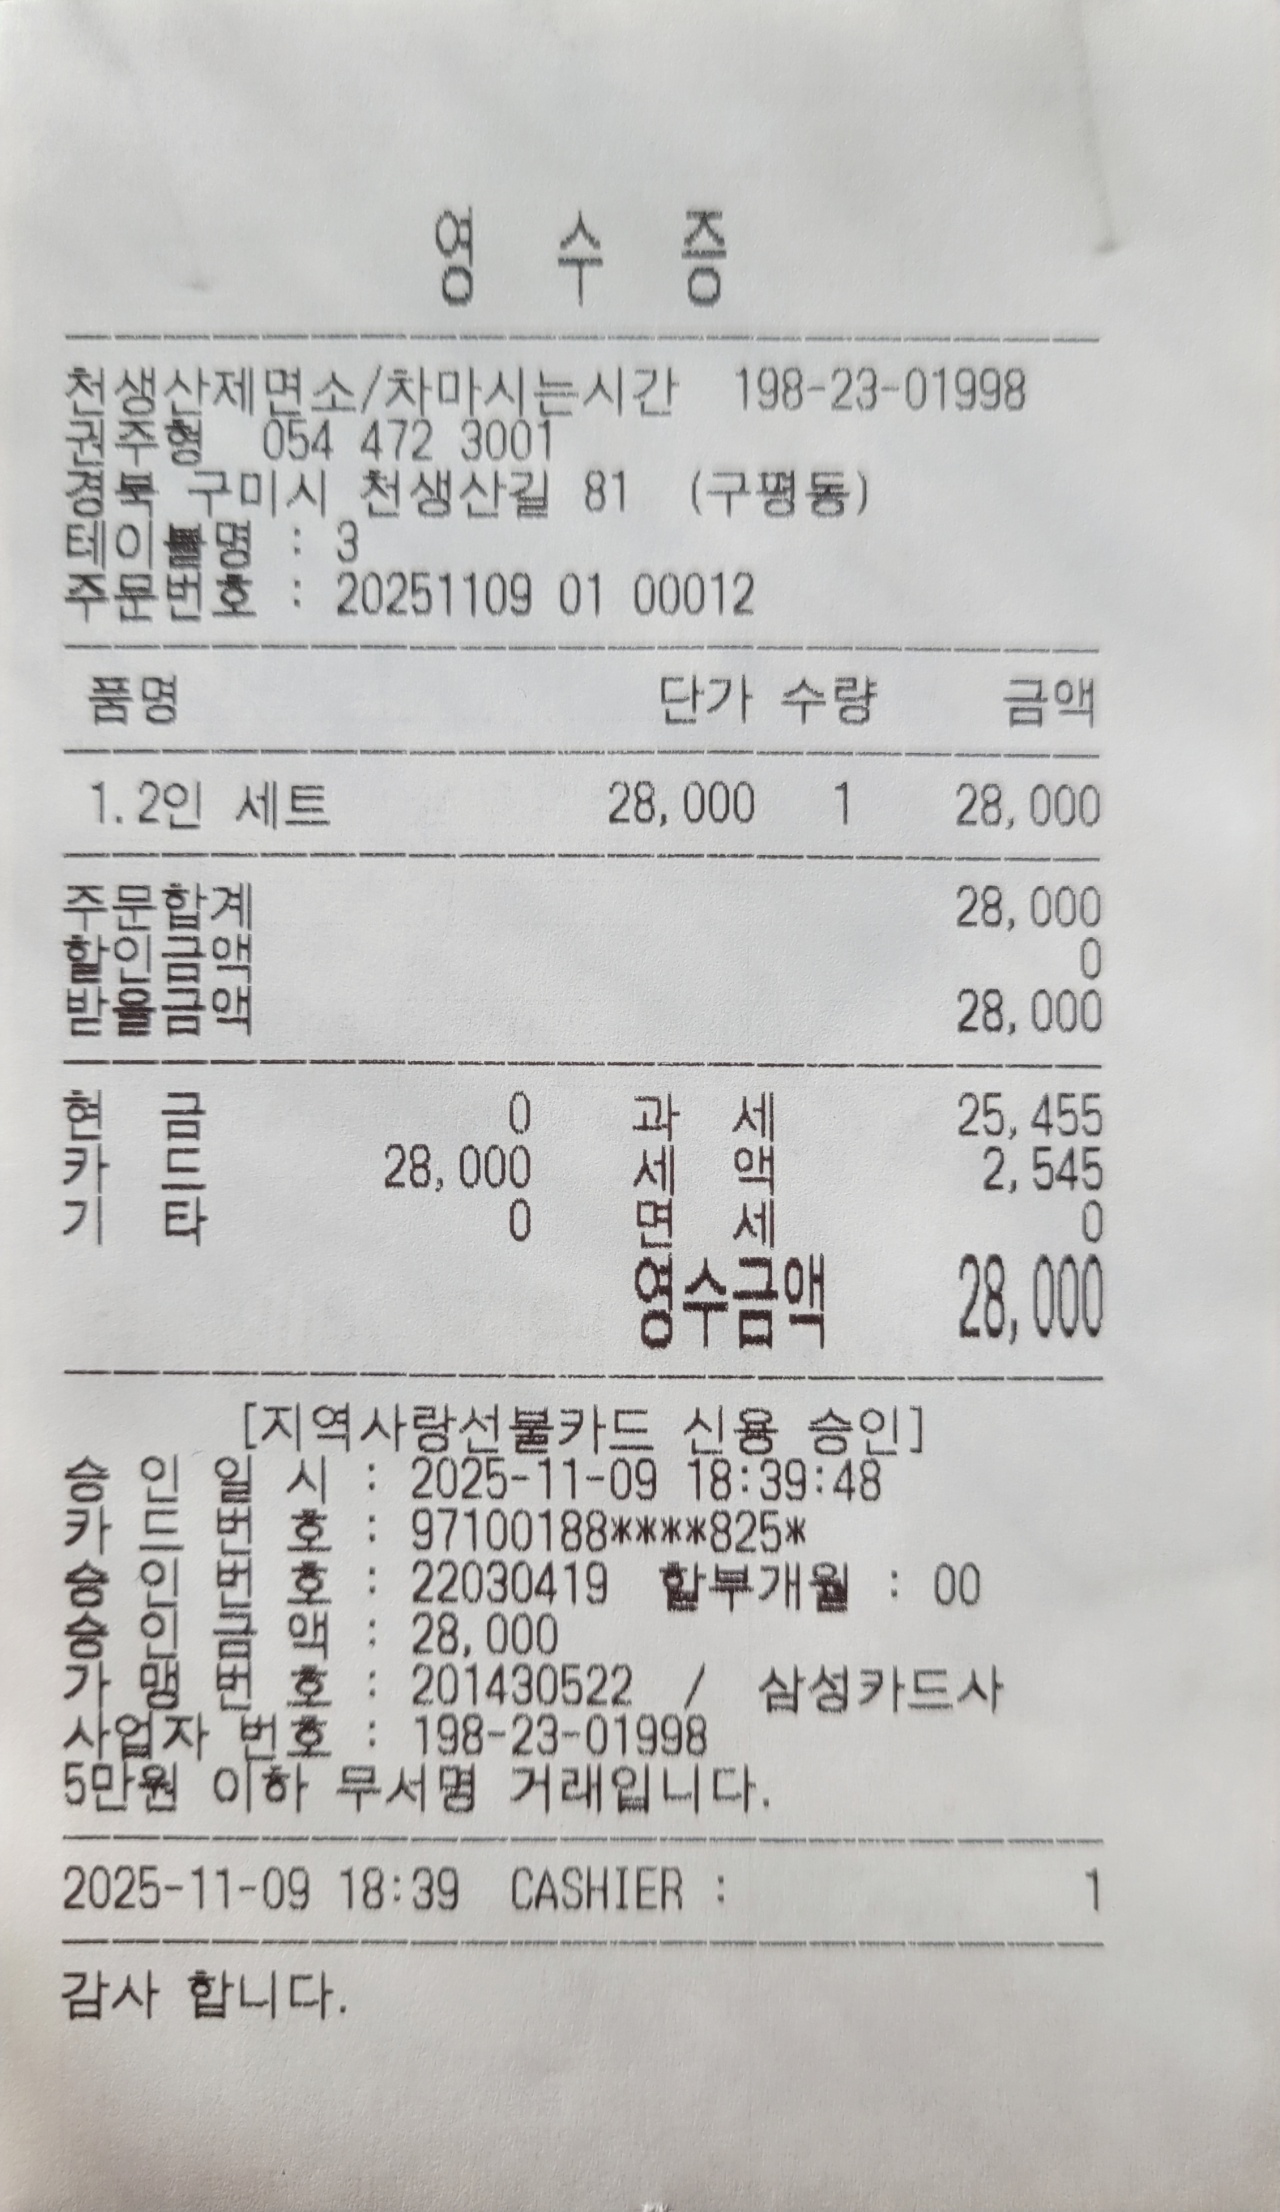 영 수 증
천생산제면소/차마시는시간 198-23-01998
권주형 054 472 3001
경북 구미시 천생산길 81 (구평동)
테이블명 : 3
주문번호 : 20251109 01 00012
품명 단가 수량 금액
1.2인 세트 28,000 1 28,000
주문합계 28,000
할인금액 0
받을금액 28,000
현 금 0 과 세 25,455
카 드 28,000 세 액 2,545
기 타 0 면 세 0
영수금액 28,000
[지역사랑선불카드 신용 승인]
승 인 일 시 : 2025-11-09 18:39:48
카 드 번 호 : 97100188****825*
승 인 번 호 : 22030419 할부개월 : 00
승 인 금 액 : 28,000
가 맹 번 호 : 201430522 / 삼성카드사
사업자 번호 : 198-23-01998
5만원 이하 무서명 거래입니다.
2025-11-09 18:39 CASHIER : 1
감사 합니다.